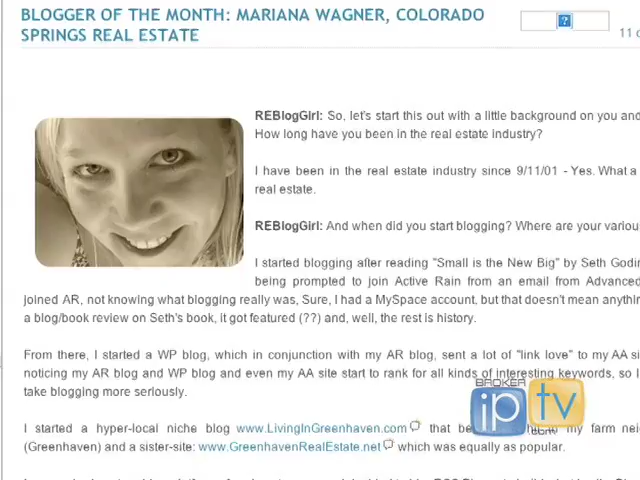 BLOGGER OF THE MONTH: MARIANA WAGNER, COLORADO
SPRINGS REAL ESTATE
11
REBlogGirl: So, let's start this out with a little background on you and
How long have you been in the real estate industry?
I have been in the real estate industry since 9/11/01 - Yes. What a
real estate.
REBlogGirl: And when did you start blogging? Where are your
I started blogging after reading "Small is the New Big" by Seth
being prompted to join Active Rain from an email from Advanced
joined AR, not knowing what blogging really was, Sure, I had a MySpace account, but that doesn't mean
a blog/book review on Seth's book, it got featured (??) and, well, the rest is history.
From there, I started a WP blog, which in conjunction with my AR blog, sent a lot of "link love" to my AA
noticing my AR blog and WP blog and even my AA site start to rank for all kinds of interesting keywords, so I
take blogging more seriously.
BROKER
ip tv
.com
I started a hyper-local niche blog www.LivingInGreenhaven.com that my farm
(Greenhaven) and a sister-site: www.GreenhavenRealEstate.net which was equally as popular.